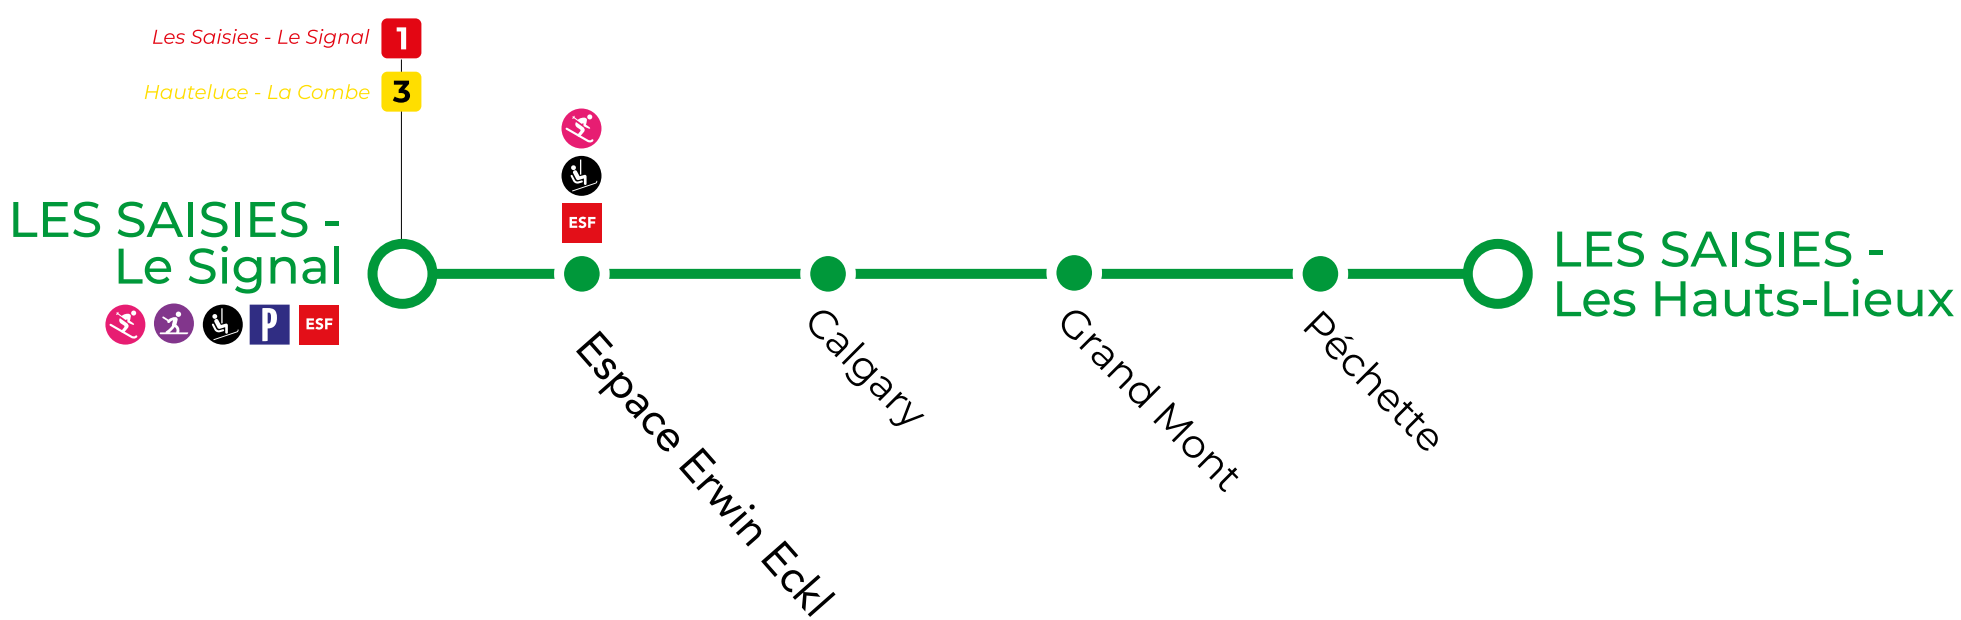 Les Saisies - Le Signal 1
Hauteluce - La Combe 3
ESF
LES SAISIES -
Le Signal
P ESF
Espace Erwin Eckl
Calgary
Grand Mont
Péchette
LES SAISIES -
Les Hauts-Lieux